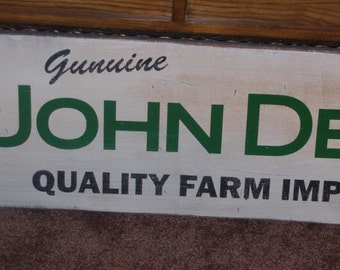 Gunuine
JOHN DE
QUALITY FARM IMP